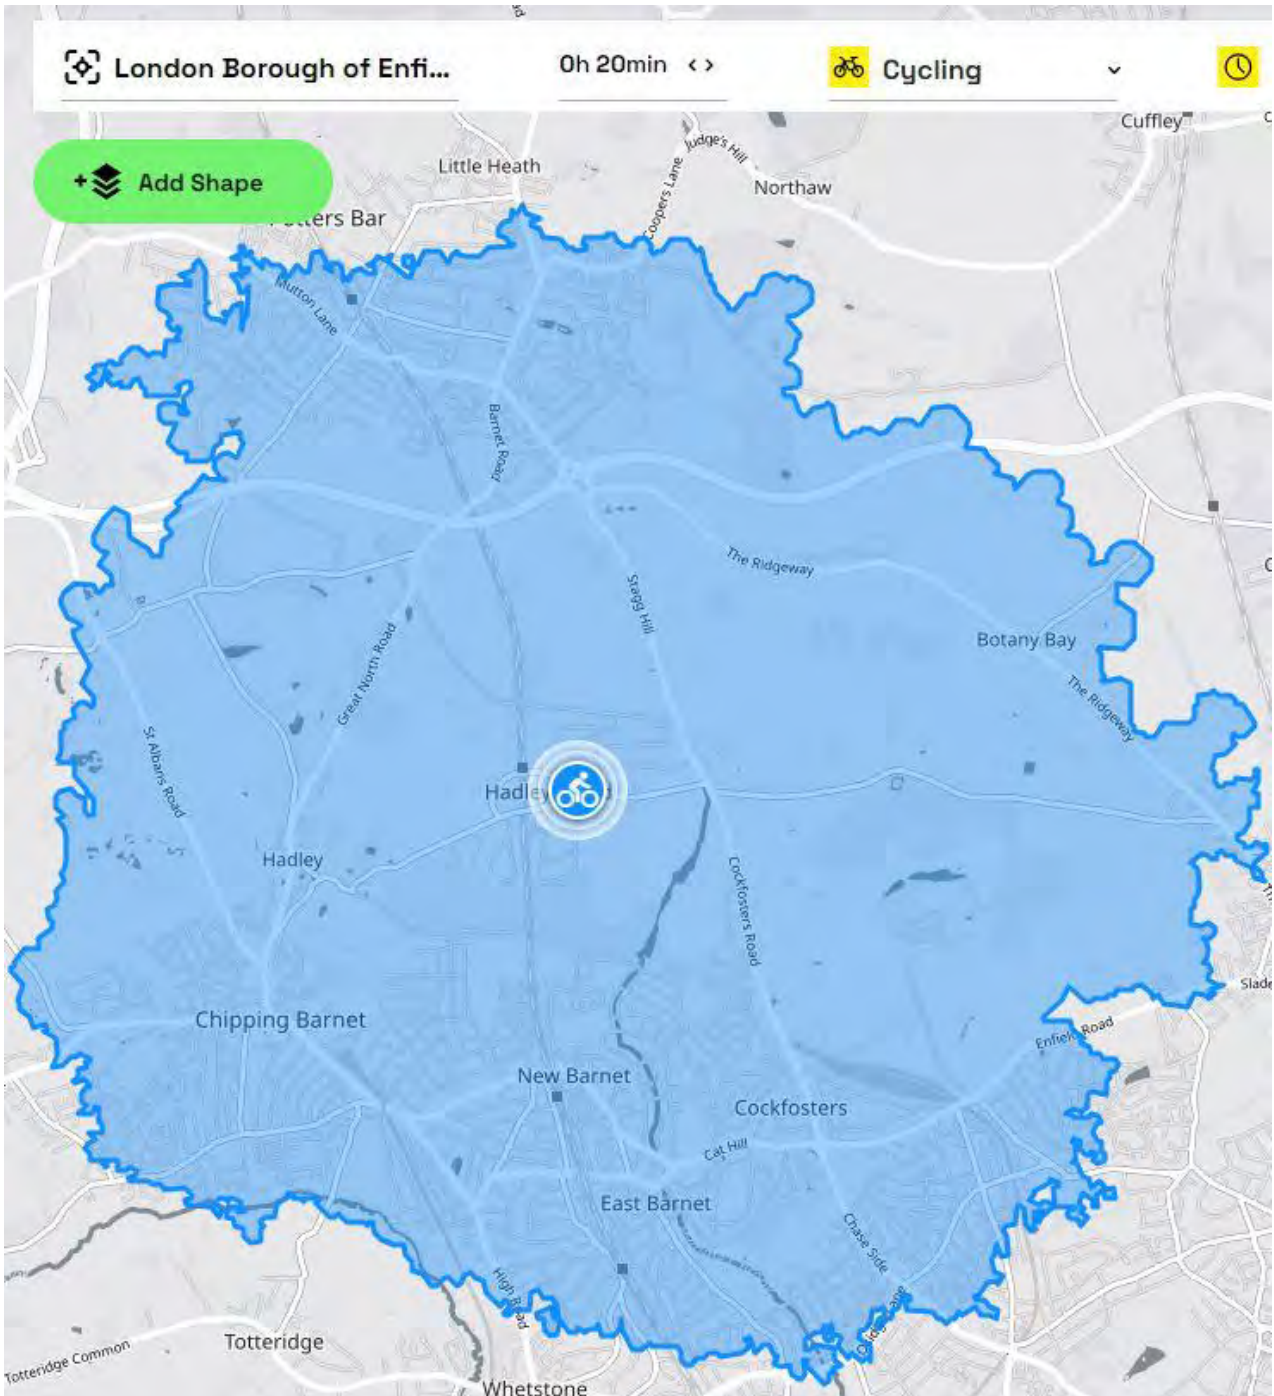 London Borough of Enfi...
0h 20min
Cycling
Add Shape
Cuffley
Little Heath
Judge's Hill
Coopers Lane
Northaw
Potters Bar
Mutton Lane
Barnet Road
The Ridgeway
Stagg Hill
Botany Bay
Great North Road
The Ridgeway
St Albans Road
Hadley
Cockfosters Road
Slade
Chipping Barnet
Enfield Road
New Barnet
Cockfosters
Cat Hill
East Barnet
Chase Side
High Road
Totteridge
Totteridge Common
Whetstone